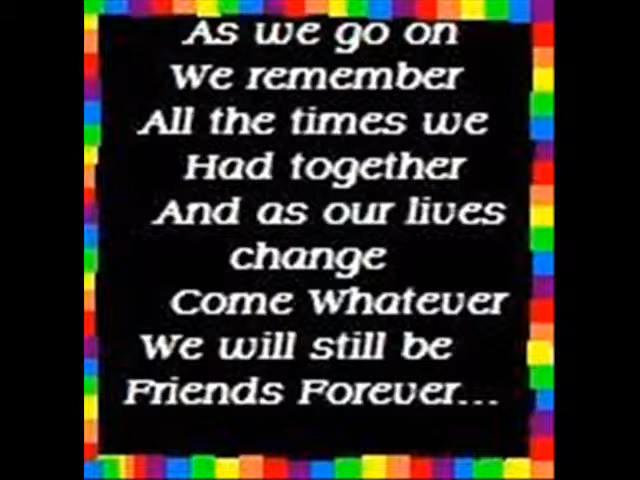 As we go on
We remember
All the times we
Had together
And as our lives
change
Come Whatever
We will still be
Friends Forever...